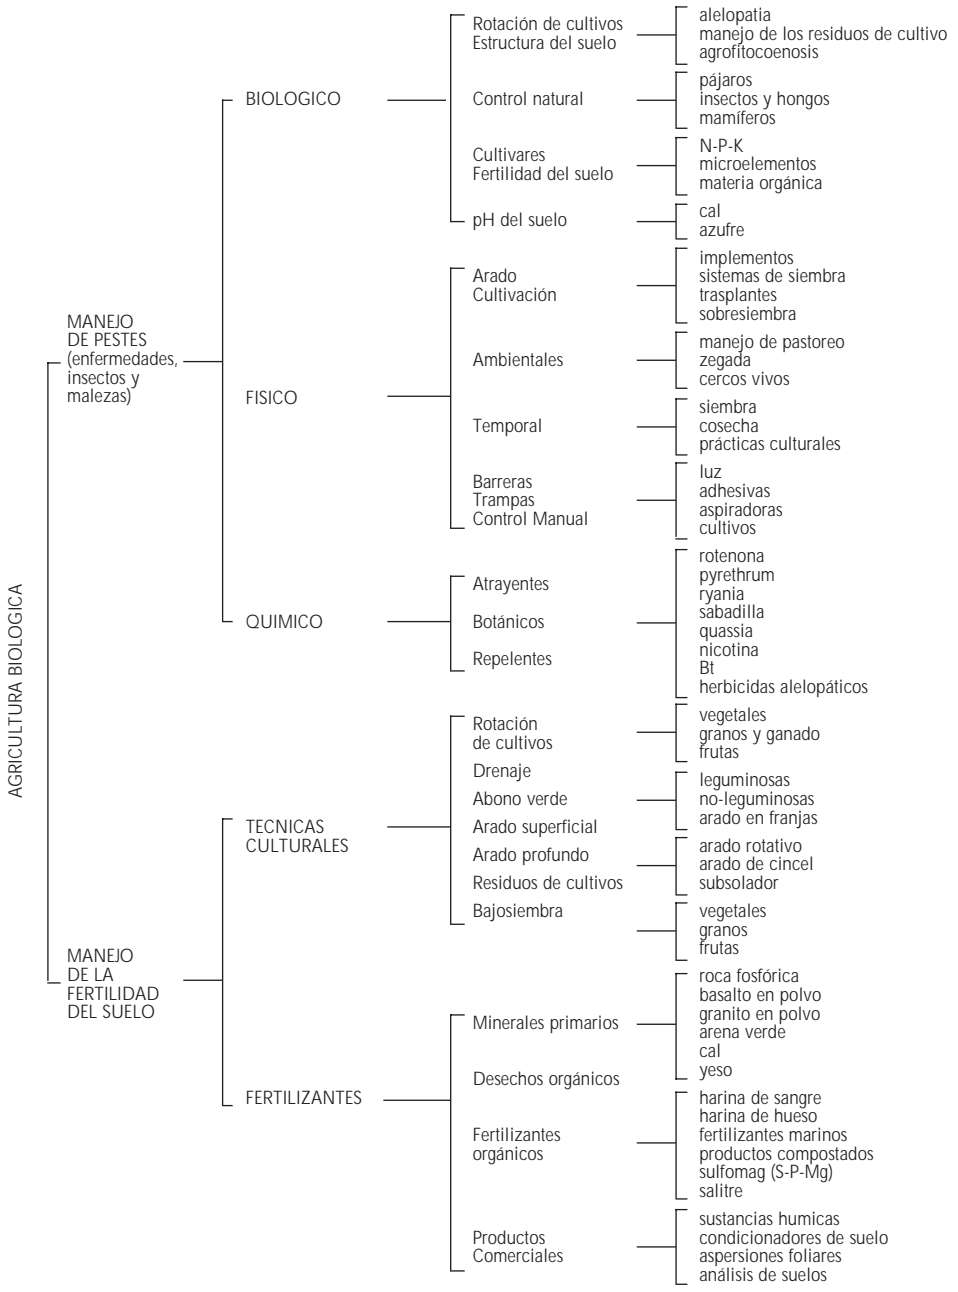 AGRICULTURA BIOLOGICA
MANEJO
DE PESTES
(enfermedades,
insectos y
malezas)
BIOLOGICO
Rotación de cultivos
Estructura del suelo
alelopatia
manejo de los residuos de cultivo
agrofitocoenosis
Control natural
pájaros
insectos y hongos
mamíferos
Cultivares
Fertilidad del suelo
N-P-K
microelementos
materia orgánica
pH del suelo
cal
azufre
FISICO
Arado
Cultivación
implementos
sistemas de siembra
trasplantes
sobresiembra
Ambientales
manejo de pastoreo
zegada
cercos vivos
Temporal
siembra
cosecha
prácticas culturales
Barreras
Trampas
Control Manual
luz
adhesivas
aspiradoras
cultivos
QUIMICO
Atrayentes
Botánicos
Repelentes
rotenona
pyrethrum
ryania
sabadilla
quassia
nicotina
Bt
herbicidas alelopáticos
MANEJO
DE LA
FERTILIDAD
DEL SUELO
TECNICAS
CULTURALES
Rotación
de cultivos
Drenaje
Abono verde
Arado superficial
Arado profundo
Residuos de cultivos
Bajosiembra
vegetales
granos y ganado
frutas
leguminosas
no-leguminosas
arado en franjas
arado rotativo
arado de cincel
subsolador
vegetales
granos
frutas
FERTILIZANTES
Minerales primarios
roca fosfórica
basalto en polvo
granito en polvo
arena verde
cal
yeso
Desechos orgánicos
Fertilizantes
orgánicos
harina de sangre
harina de hueso
fertilizantes marinos
productos compostados
sulfomag (S-P-Mg)
salitre
Productos
Comerciales
sustancias humicas
condicionadores de suelo
aspersiones foliares
análisis de suelos